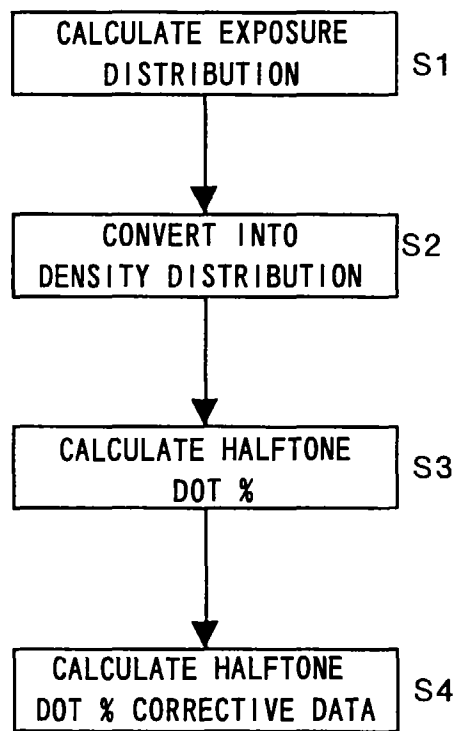 CALCULATE EXPOSURE
DISTRIBUTION
S1
CONVERT INTO
DENSITY DISTRIBUTION
S2
CALCULATE HALFTONE
DOT %
S3
CALCULATE HALFTONE
DOT % CORRECTIVE DATA
S4